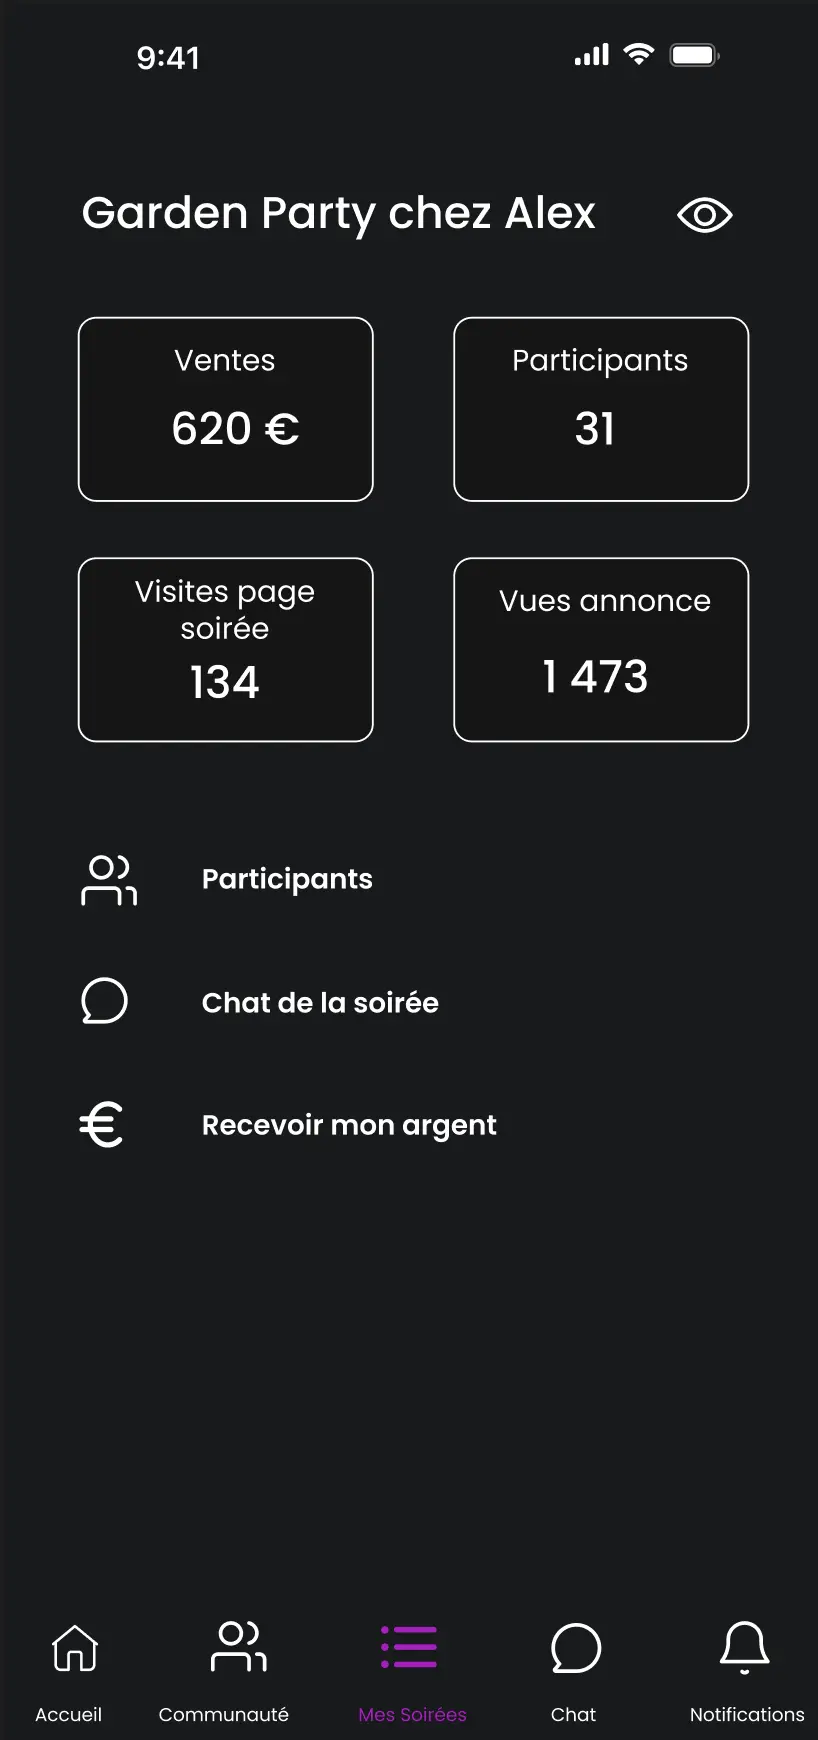 9:41
Garden Party chez Alex
Ventes
620 €
Participants
31
Visites page
soirée
134
Vues annonce
1 473
Participants
Chat de la soirée
€ Recevoir mon argent
Accueil
Communauté
Mes Soirées
Chat
Notifications